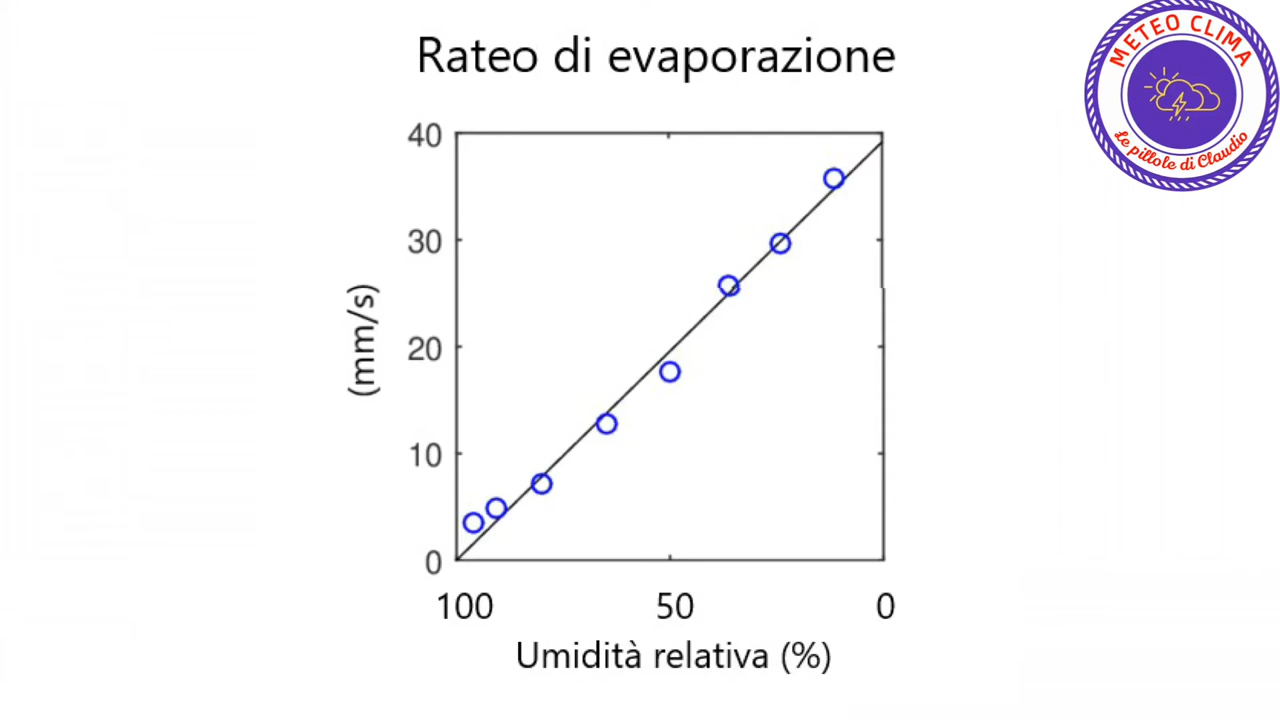 Rateo di evaporazione
METEO CLIMA
Le pillole di Claudio
40
30
20
10
0
(mm/s)
100 50 0
Umidità relativa (%)